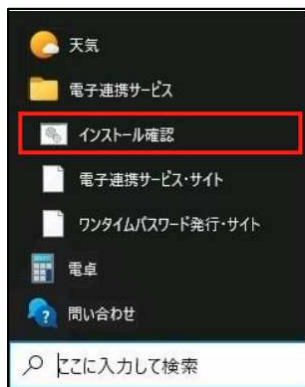 天気
電子連携サービス
インストール確認
電子連携サービス・サイト
ワンタイムパスワード発行・サイト
電卓
問い合わせ
ここに入力して検索